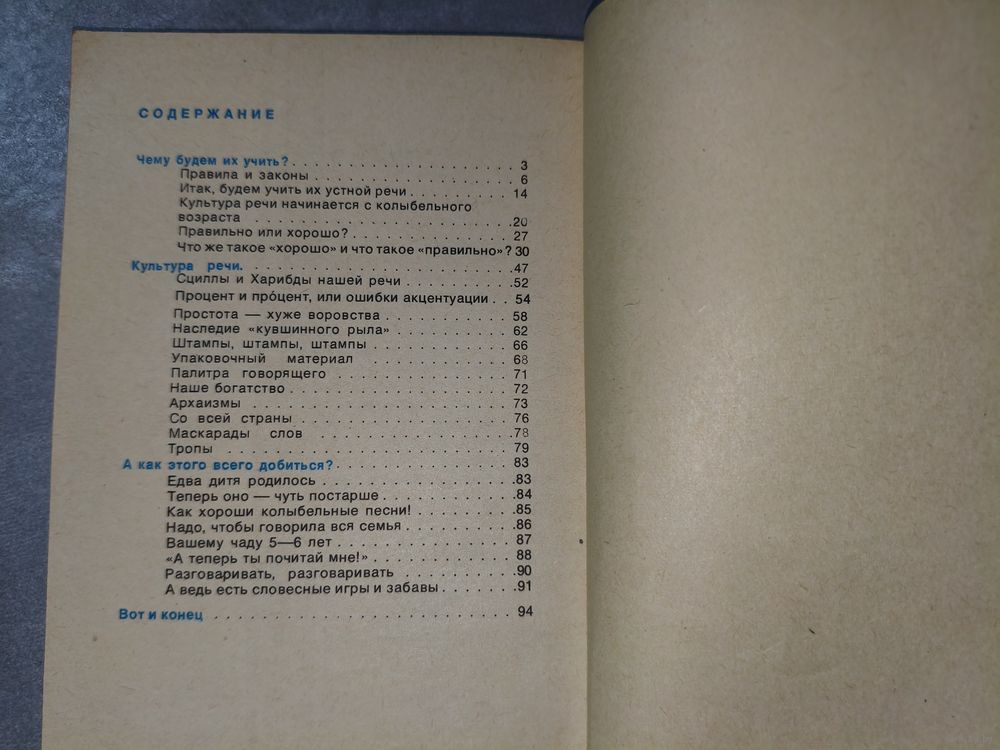 СОДЕРЖАНИЕ
Чему будем их учить? . . . . . . . . . . . . . . . . . . . 3
Правила и законы . . . . . . . . . . . . . . . . . 6
Итак, будем учить их устной речи . . . . . . . . . 14
Культура речи начинается с колыбельного
возраста . . . . . . . . . . . . . . . . . . . . . .20
Правильно или хорошо? . . . . . . . . . . . . . . 27
Что же такое «хорошо» и что такое «правильно»? 30
Культура речи. . . . . . . . . . . . . . . . . . . . . . .47
Сциллы и Харибды нашей речи . . . . . . . . . .52
Процент и про́цент, или ошибки акцентуации . . 54
Простота — хуже воровства . . . . . . . . . . . 58
Наследие «кувшинного рыла» . . . . . . . . . . 62
Штампы, штампы, штампы . . . . . . . . . . . . 66
Упаковочный материал . . . . . . . . . . . . 68
Палитра говорящего . . . . . . . . . . . . . . . 71
Наше богатство . . . . . . . . . . . . . . . . . . . 72
Архаизмы . . . . . . . . . . . . . . . . . . . . . . 73
Со всей страны . . . . . . . . . . . . . . . . . . 76
Маскарады слов . . . . . . . . . . . . . . . . .78
Тропы . . . . . . . . . . . . . . . . . . . . . . . . 79
А как этого всего добиться? . . . . . . . . . . . . . . . 83
Едва дитя родилось . . . . . . . . . . . . . . . . .83
Теперь оно — чуть постарше . . . . . . . . . . . .84
Как хороши колыбельные песни! . . . . . . . . .85
Надо, чтобы говорила вся семья . . . . . . . . . .86
Вашему чаду 5—6 лет . . . . . . . . . . . . . . . 87
«А теперь ты почитай мне!» . . . . . . . . . . . . 88
Разговаривать, разговаривать . . . . . . . . . .90
А ведь есть словесные игры и забавы . . . . . . .91
Вот и конец . . . . . . . . . . . . . . . . . . . . . . . . . 94